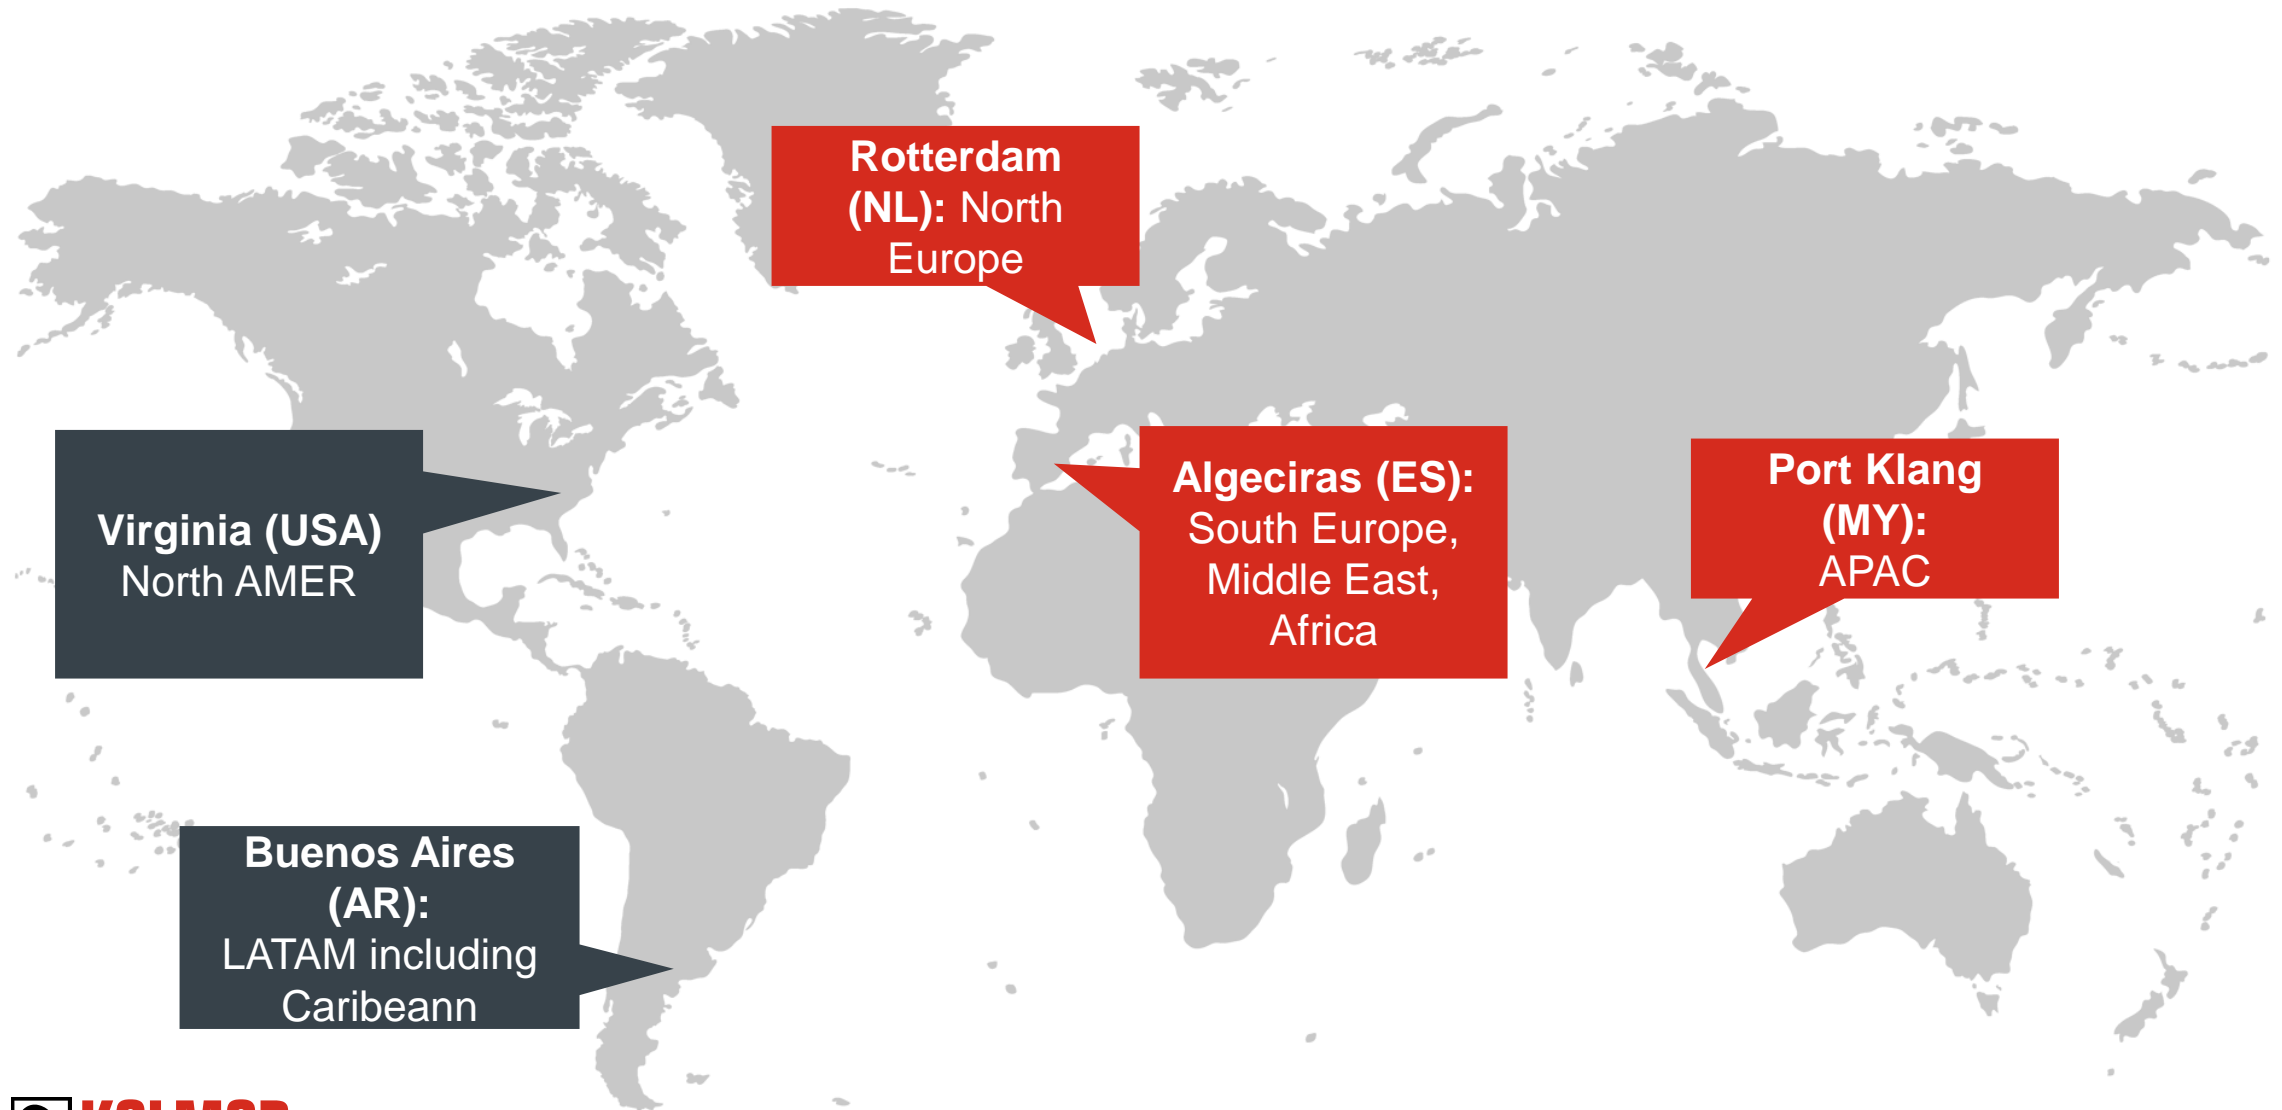 Rotterdam
(NL): North
Europe
Virginia (USA)
North AMER
Algeciras (ES):
South Europe,
Middle East,
Africa
Port Klang
(MY):
APAC
Buenos Aires
(AR):
LATAM including
Caribeann